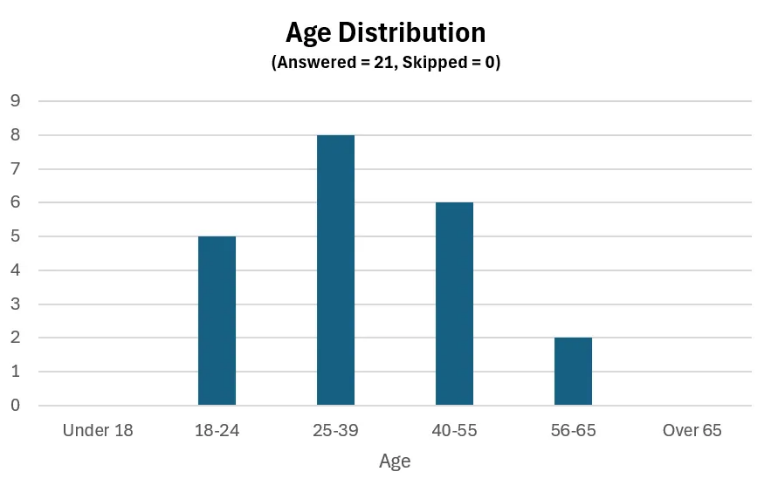 Age Distribution
(Answered = 21, Skipped = 0)
9
8
7
6
5
4
3
2
1
0
Under 18 18-24 25-39 40-55 56-65 Over 65
Age